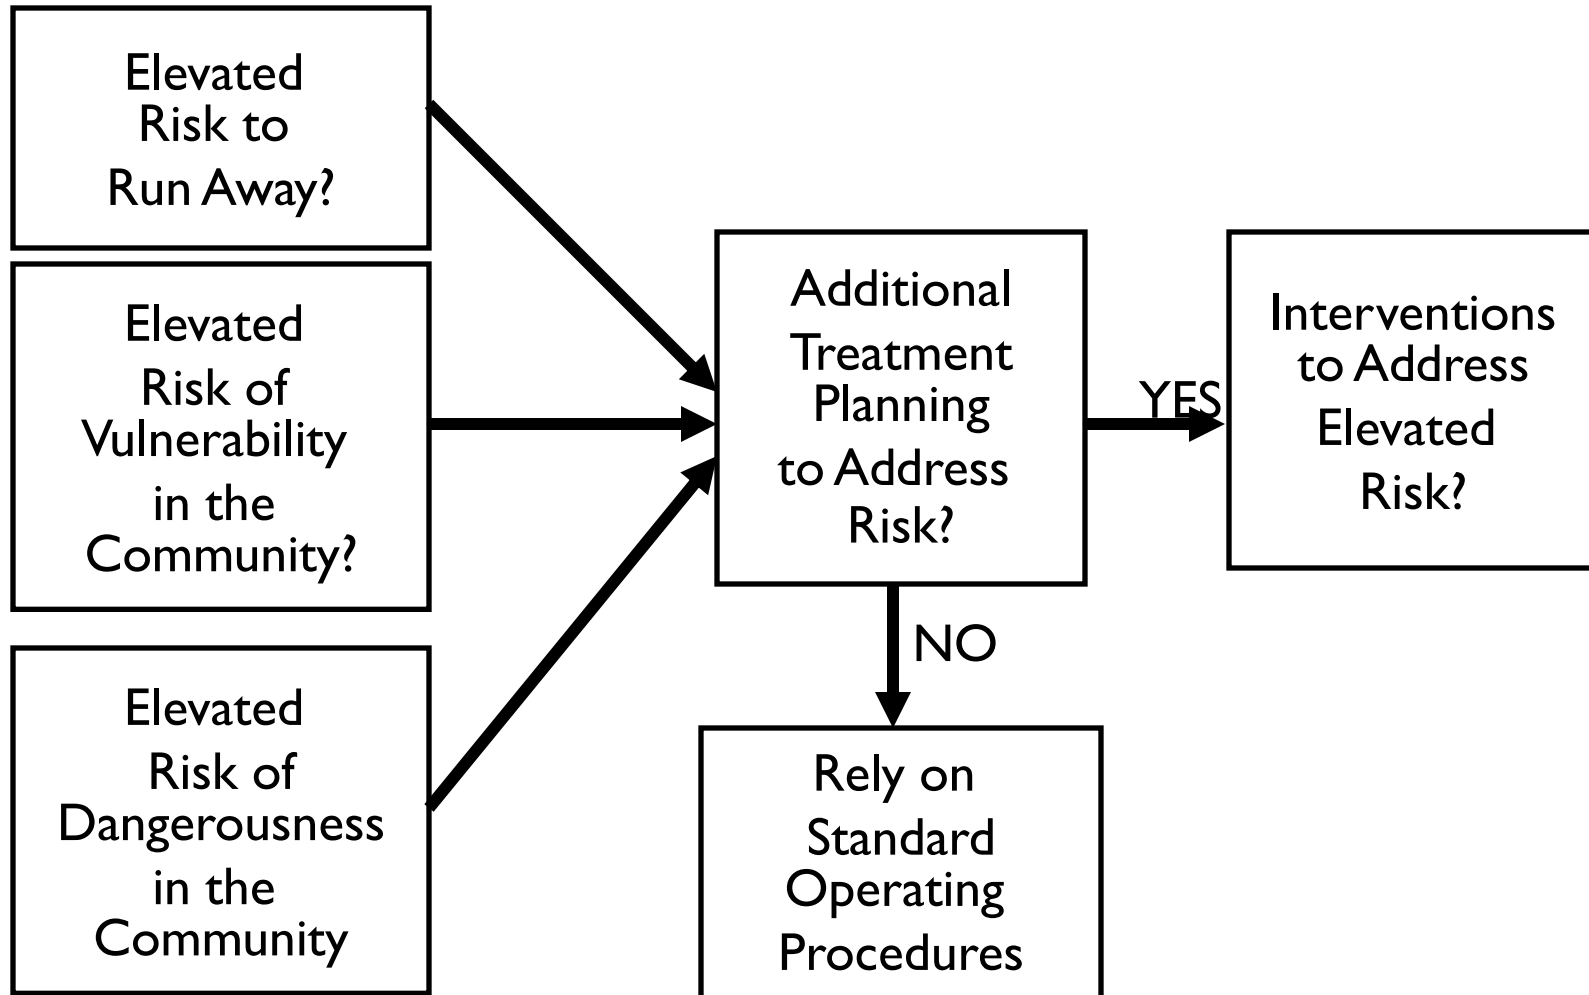 Elevated
Risk to
Run Away?
Elevated
Risk of
Vulnerability
in the
Community?
Elevated
Risk of
Dangerousness
in the
Community
Additional
Treatment
Planning
to Address
Risk?
YES
Interventions
to Address
Elevated
Risk?
NO
Rely on
Standard
Operating
Procedures